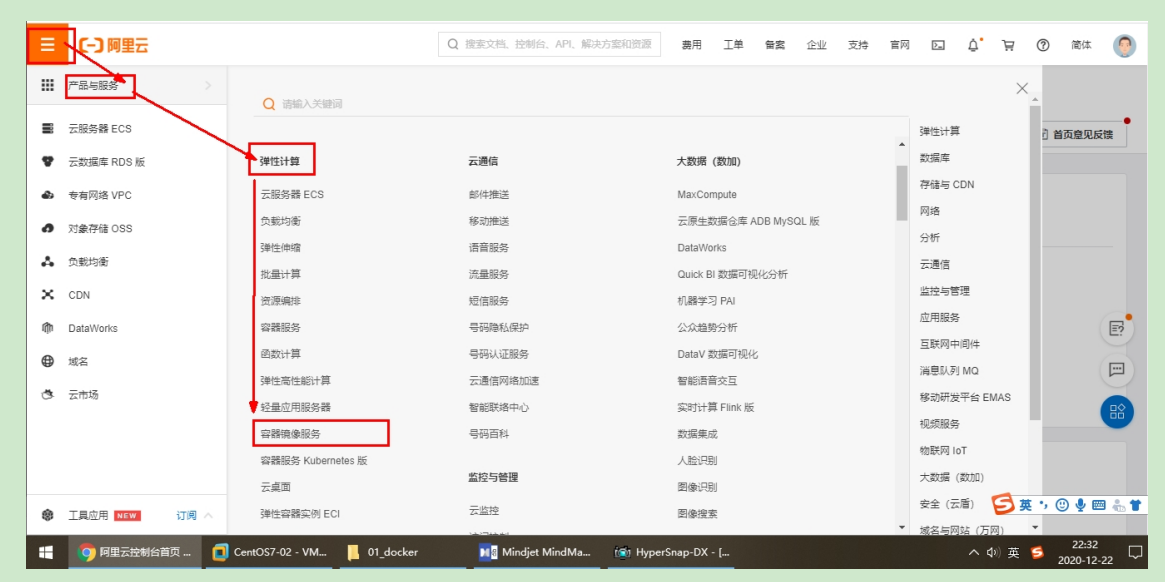 阿里云
搜索文档、控制台、API、解决方案和资源
费用 工单 备案 企业 支持 官网 简体
产品与服务
云服务器 ECS
云数据库 RDS 版
专有网络 VPC
对象存储 OSS
负载均衡
CDN
DataWorks
域名
云市场
工具应用 NEW 订阅
请输入关键词
弹性计算
云服务器 ECS
负载均衡
弹性伸缩
批量计算
资源编排
容器服务
函数计算
弹性高性能计算
轻量应用服务器
容器镜像服务
容器服务 Kubernetes 版
云桌面
弹性容器实例 ECI
云通信
邮件推送
移动推送
语音服务
流量服务
短信服务
号码隐私保护
号码认证服务
云通信网络加速
智能联络中心
号码百科
监控与管理
云监控
大数据（数加）
MaxCompute
云原生数据仓库 ADB MySQL 版
DataWorks
Quick BI 数据可视化分析
机器学习 PAI
公众趋势分析
DataV 数据可视化
智能语音交互
实时计算 Flink 版
数据集成
人脸识别
图像识别
图像搜索
弹性计算
数据库
存储与 CDN
网络
分析
云通信
监控与管理
应用服务
互联网中间件
消息队列 MQ
移动研发平台 EMAS
视频服务
物联网 IoT
大数据（数加）
安全（云盾）
域名与网站（万网）
首页意见反馈
英
阿里云控制台首页 ...
CentOS7-02 - VM...
01_docker
Mindjet MindMa...
HyperSnap-DX - [...
英
22:32
2020-12-22